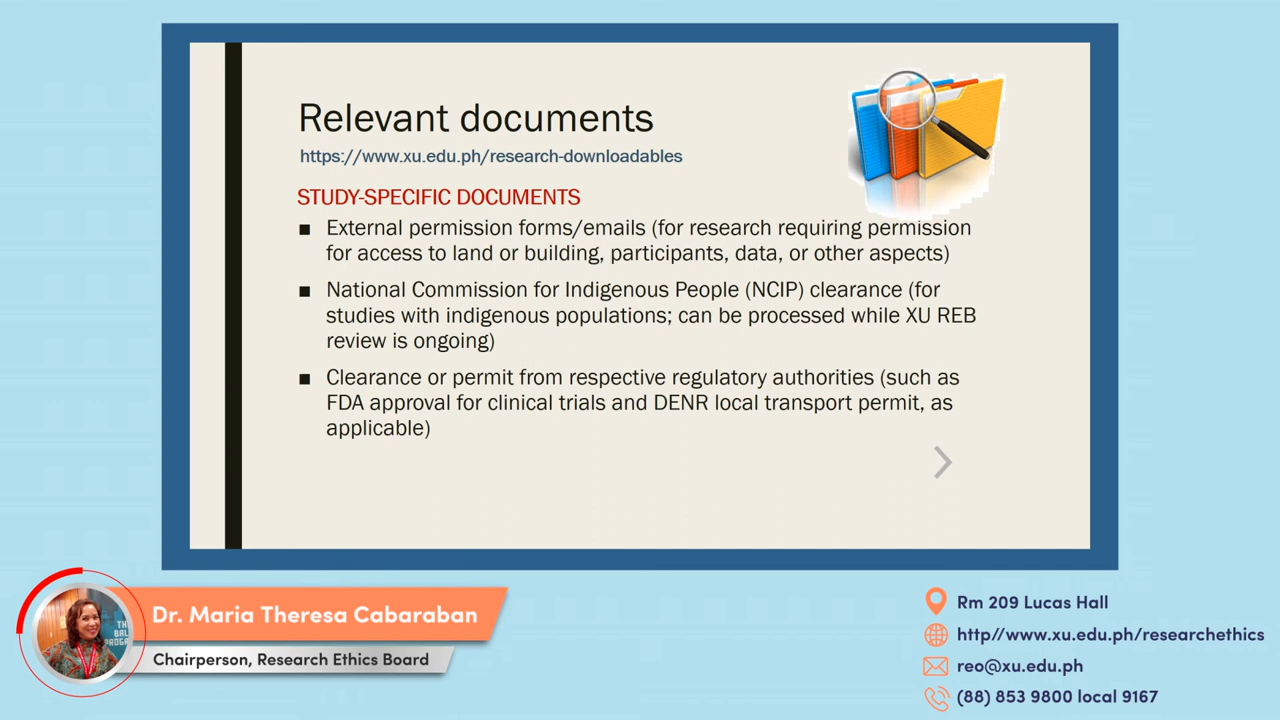 Relevant documents
https://www.xu.edu.ph/research-downloadables
STUDY-SPECIFIC DOCUMENTS
■ External permission forms/emails (for research requiring permission
for access to land or building, participants, data, or other aspects)
■ National Commission for Indigenous People (NCIP) clearance (for
studies with indigenous populations; can be processed while XU REB
review is ongoing)
■ Clearance or permit from respective regulatory authorities (such as
FDA approval for clinical trials and DENR local transport permit, as
applicable)
Dr. Maria Theresa Cabaraban
Chairperson, Research Ethics Board
Rm 209 Lucas Hall
http//www.xu.edu.ph/researchethics
reo@xu.edu.ph
(88) 853 9800 local 9167